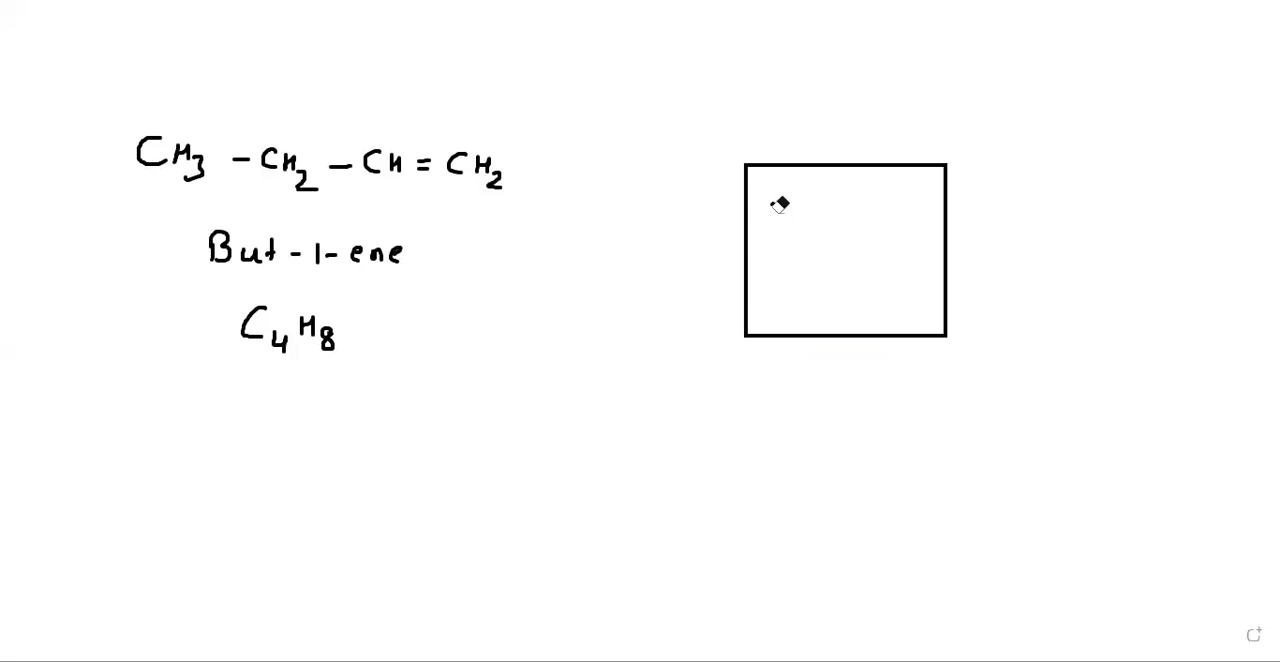 CH₃ - CH₂ - CH = CH₂
But-1-ene
C₄H₈